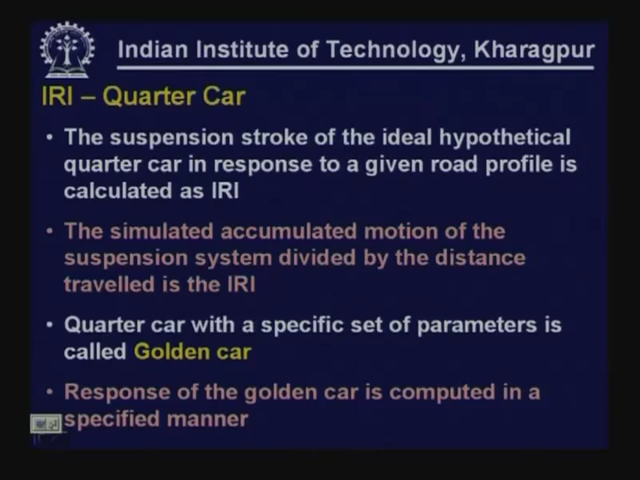 Indian Institute of Technology, Kharagpur
IRI – Quarter Car
• The suspension stroke of the ideal hypothetical
quarter car in response to a given road profile is
calculated as IRI
• The simulated accumulated motion of the
suspension system divided by the distance
travelled is the IRI
• Quarter car with a specific set of parameters is
called Golden car
• Response of the golden car is computed in a
specified manner